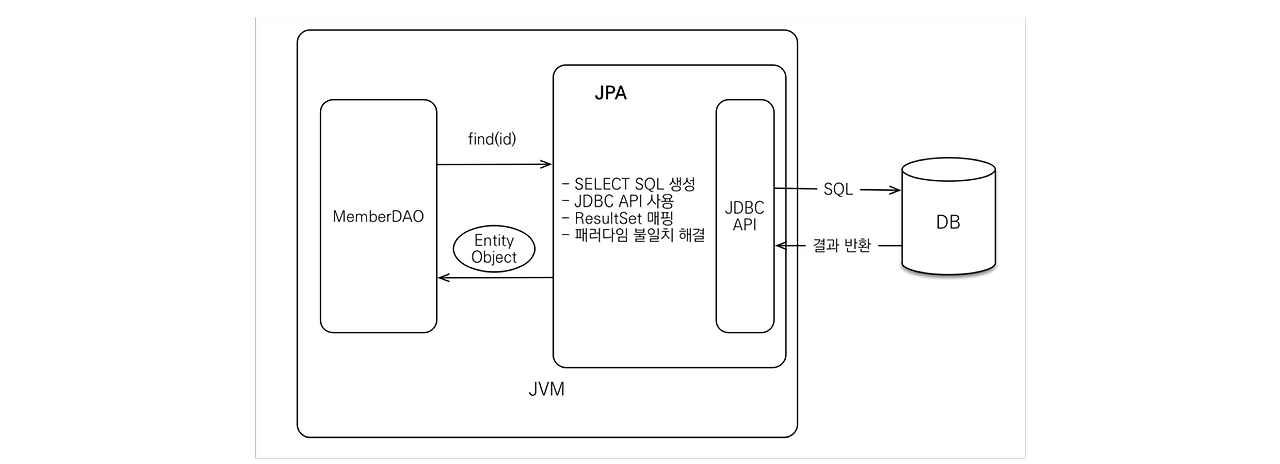 JPA
find(id)
- SELECT SQL 생성
- JDBC API 사용
- ResultSet 매핑
- 패러다임 불일치 해결
MemberDAO
Entity
Object
JDBC
API
SQL
결과 반환
DB
JVM